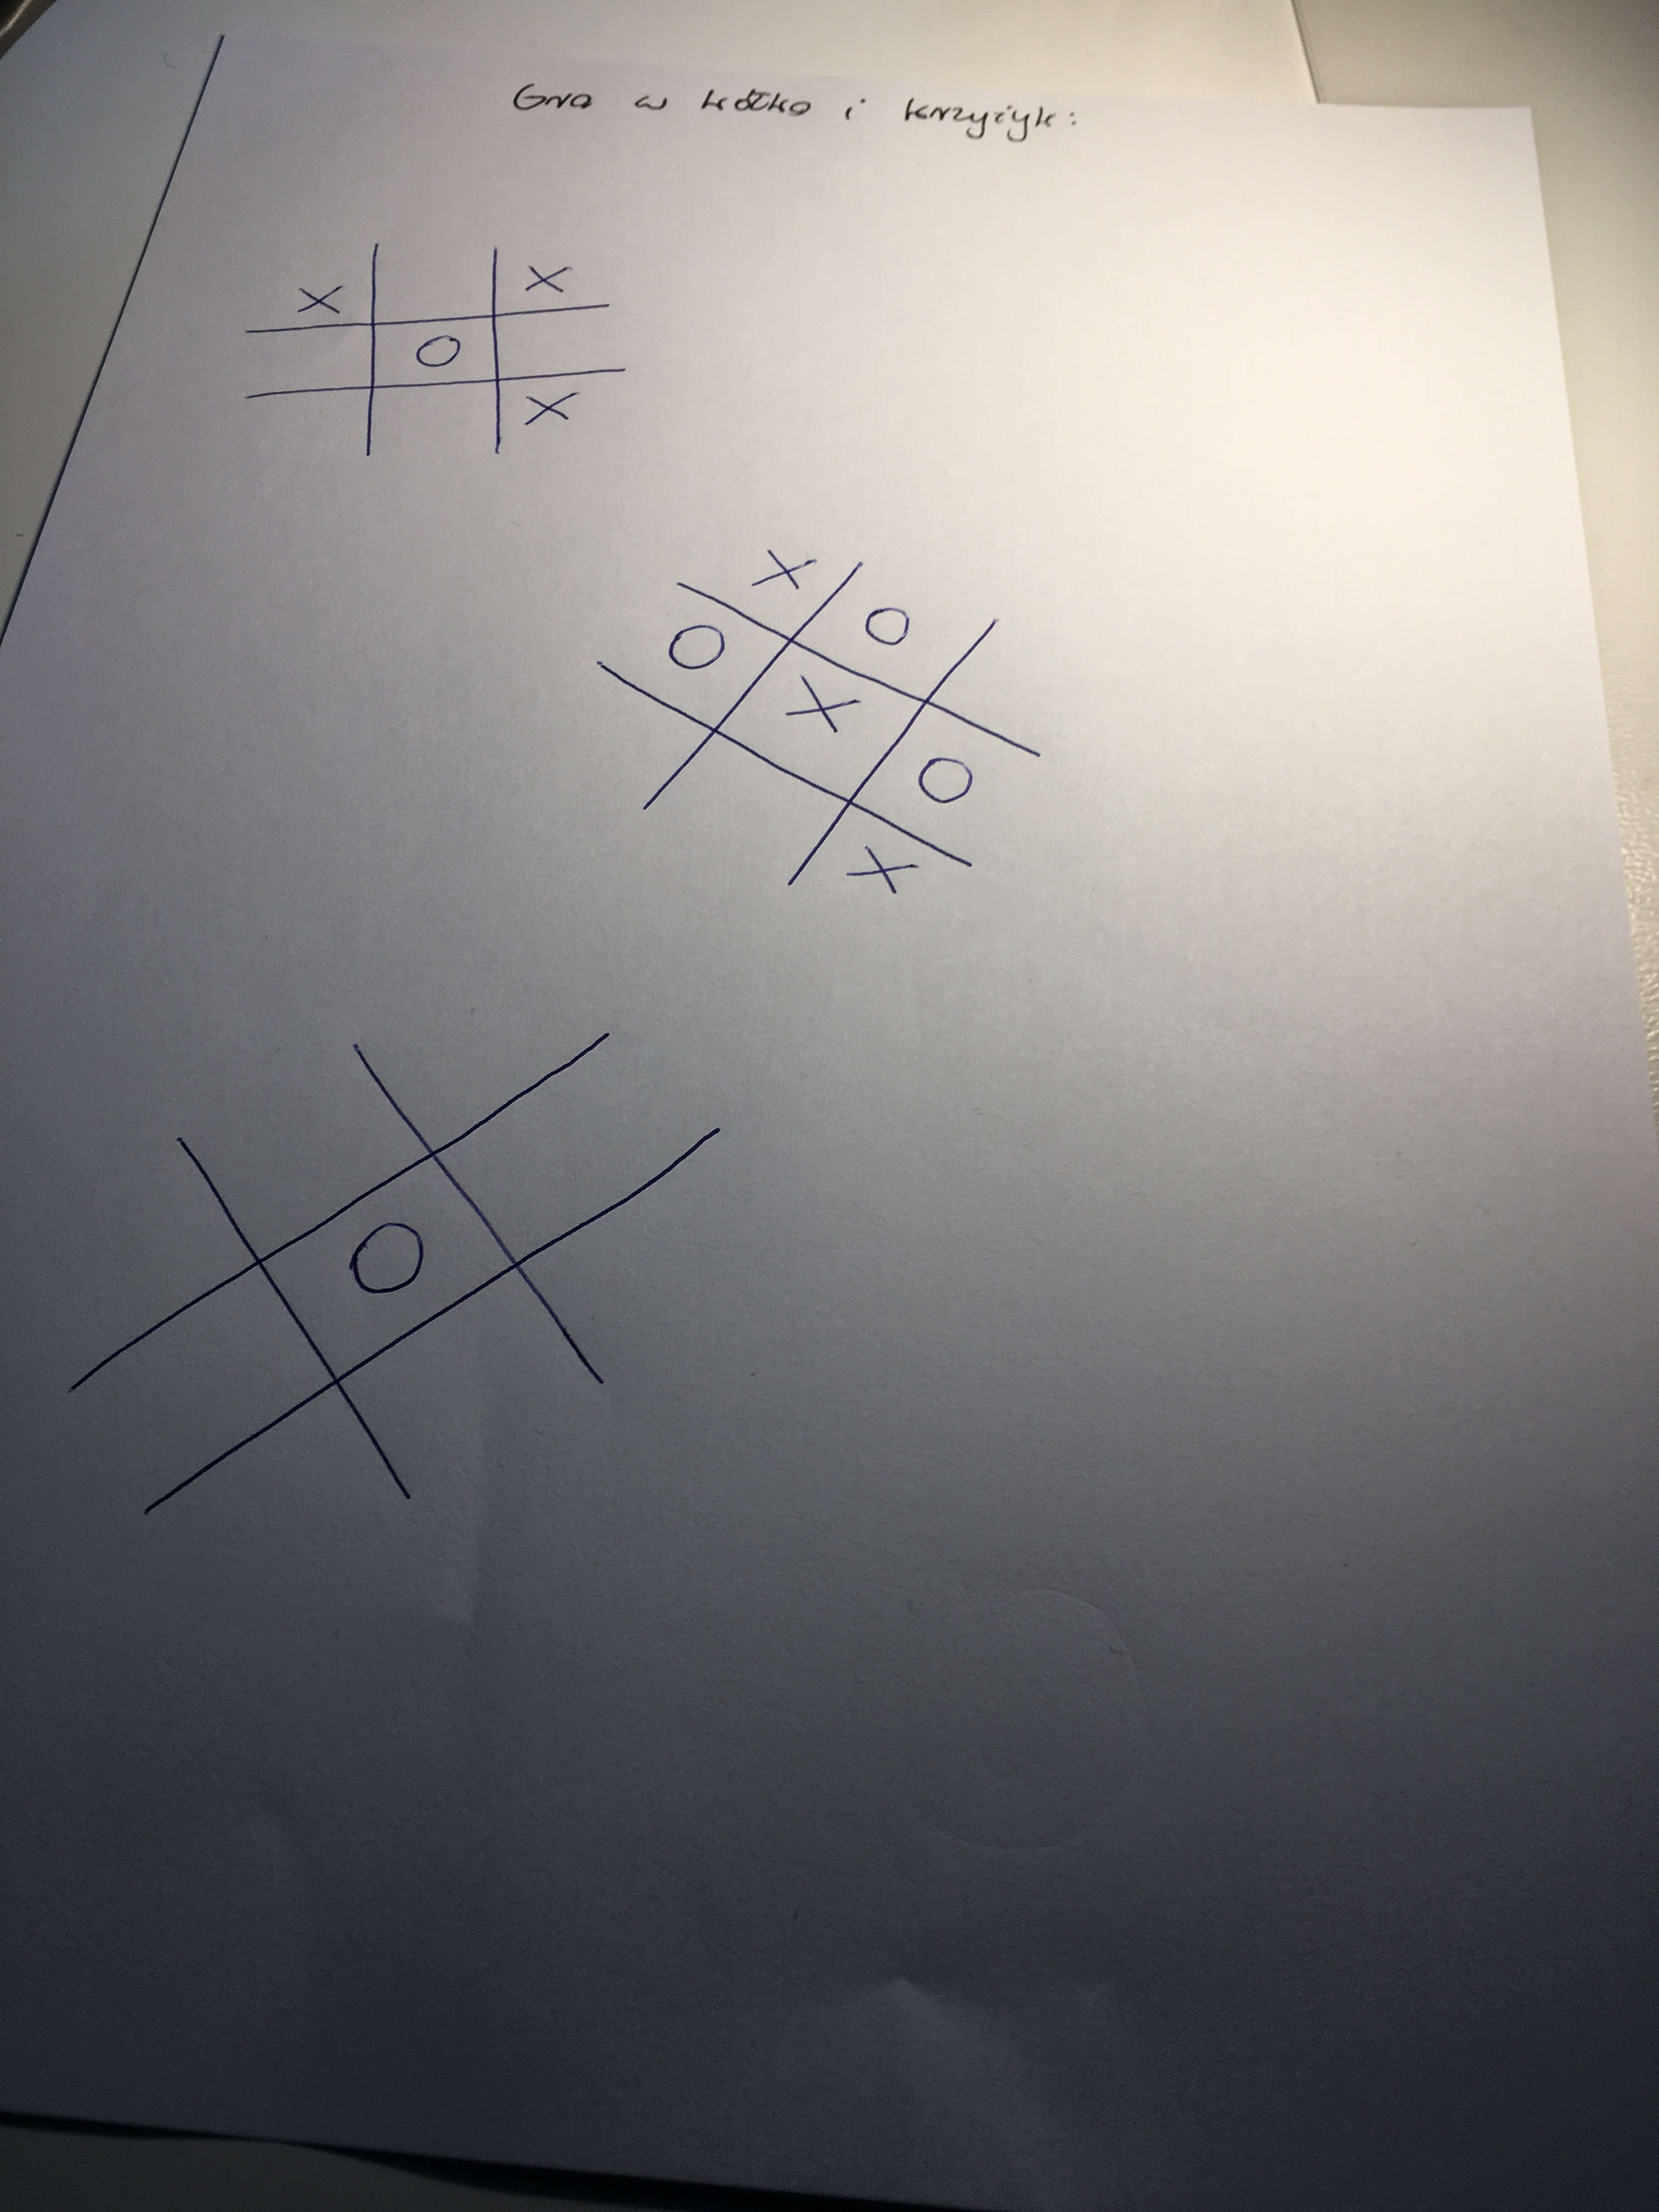 Gra w kółko i krzyżyk:
X X
O
X
X O
O X O
X
O